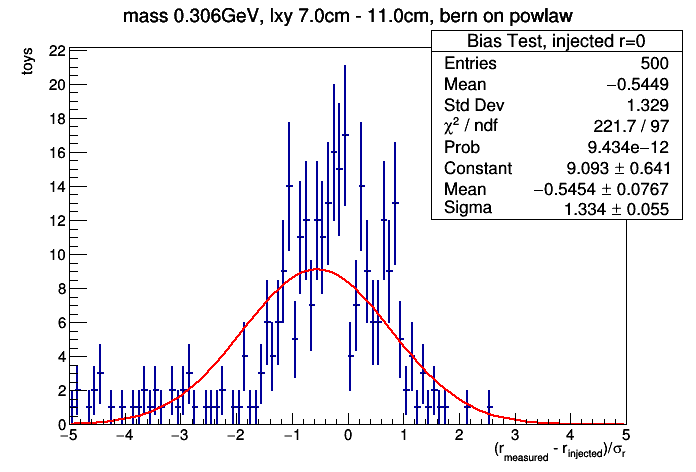 mass 0.306GeV, lxy 7.0cm - 11.0cm, bern on powlaw
Bias Test, injected r=0
Entries 500
Mean −0.5449
Std Dev 1.329
χ² / ndf 221.7 / 97
Prob 9.434e−12
Constant 9.093 ± 0.641
Mean −0.5454 ± 0.0767
Sigma 1.334 ± 0.055
toys
22
20
18
16
14
12
10
8
6
4
2
0
−5 −4 −3 −2 −1 0 1 2 3 4 5
(r_measured - r_injected)/σ_r